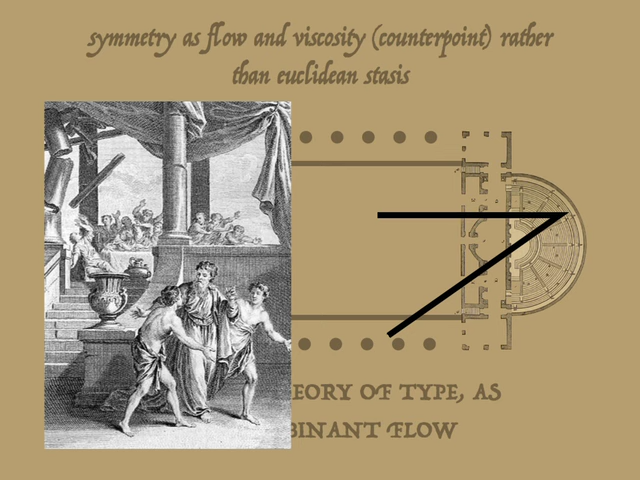 symmetry as flow and viscosity (counterpoint) rather
than euclidean stasis
EORY OF TYPE, AS
BINANT FLOW